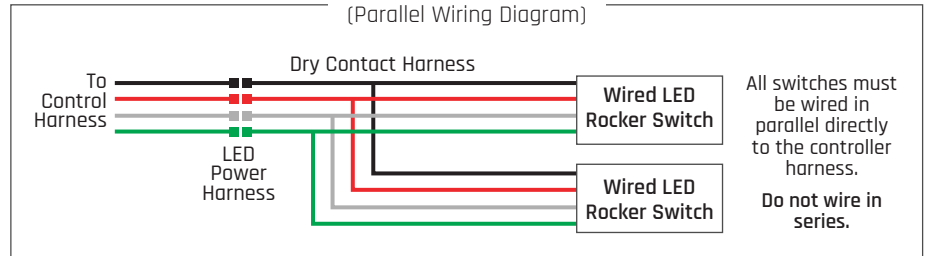 (Parallel Wiring Diagram)
Dry Contact Harness
To
Control
Harness
LED
Power
Harness
Wired LED
Rocker Switch
Wired LED
Rocker Switch
All switches must
be wired in
parallel directly
to the controller
harness.
Do not wire in
series.